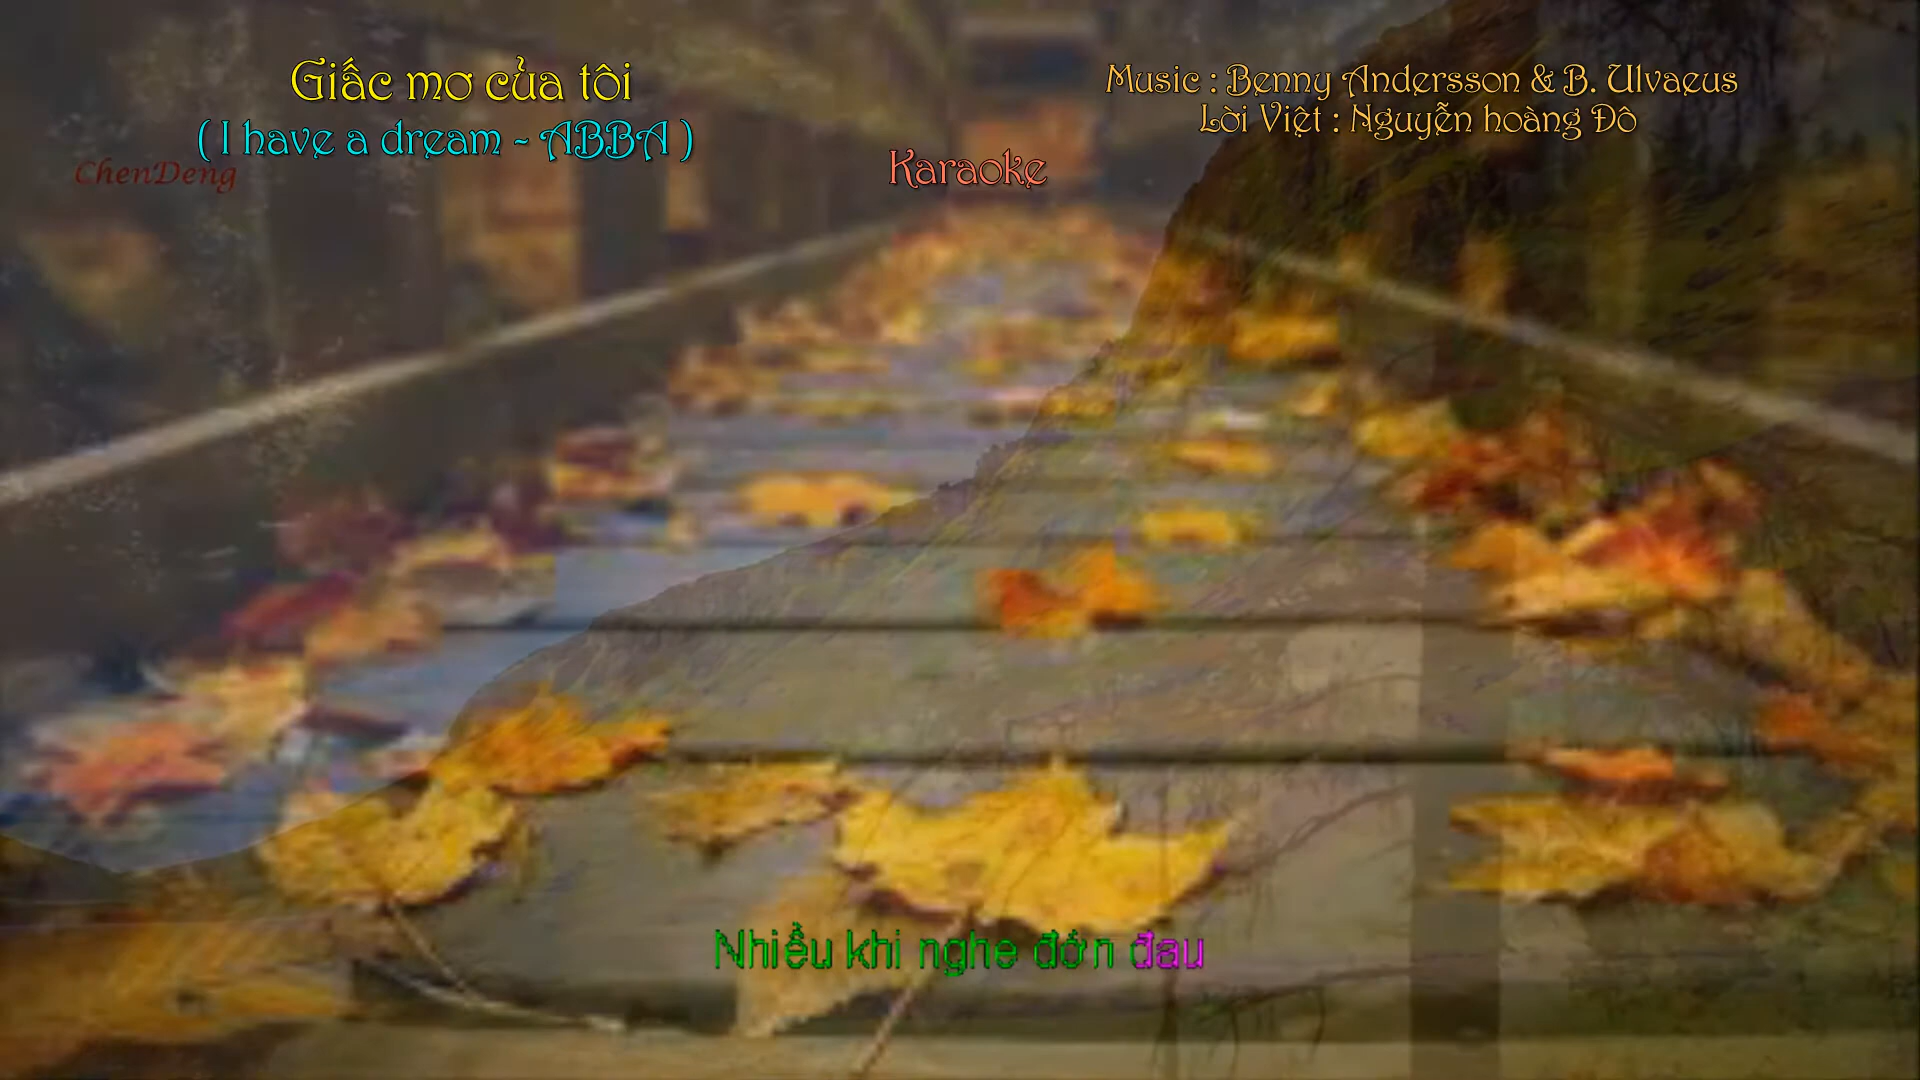 Giấc mơ của tôi
( I have a dream - ABBA )
ChenDeng
Music : Benny Andersson & B. Ulvaeus
Lời Việt : Nguyễn hoàng Đô
Karaoke
Nhiều khi nghe đớn đau